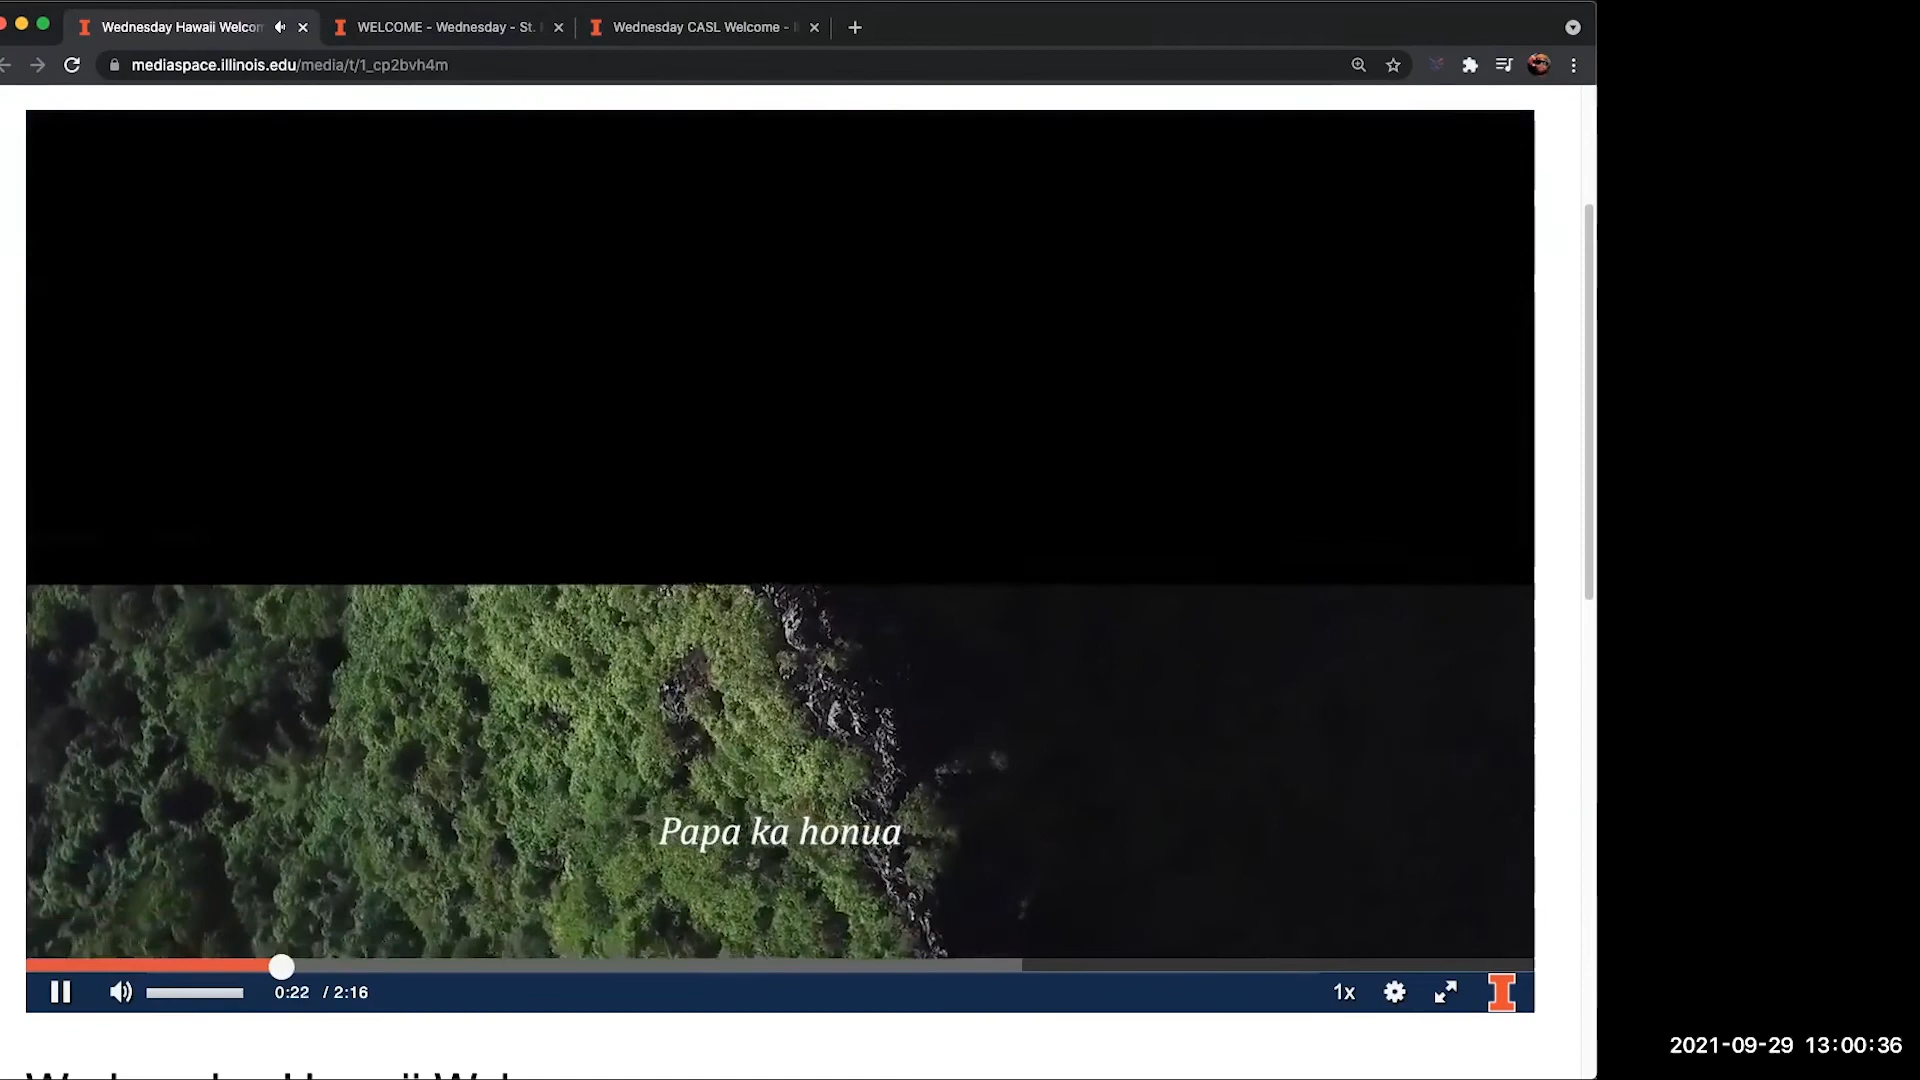 Wednesday Hawaii Welcom
WELCOME - Wednesday - St.
Wednesday CASL Welcome - I
mediaspace.illinois.edu/media/t/1_cp2bvh4m
Papa ka honua
0:22 / 2:16
1x
2021-09-29 13:00:36